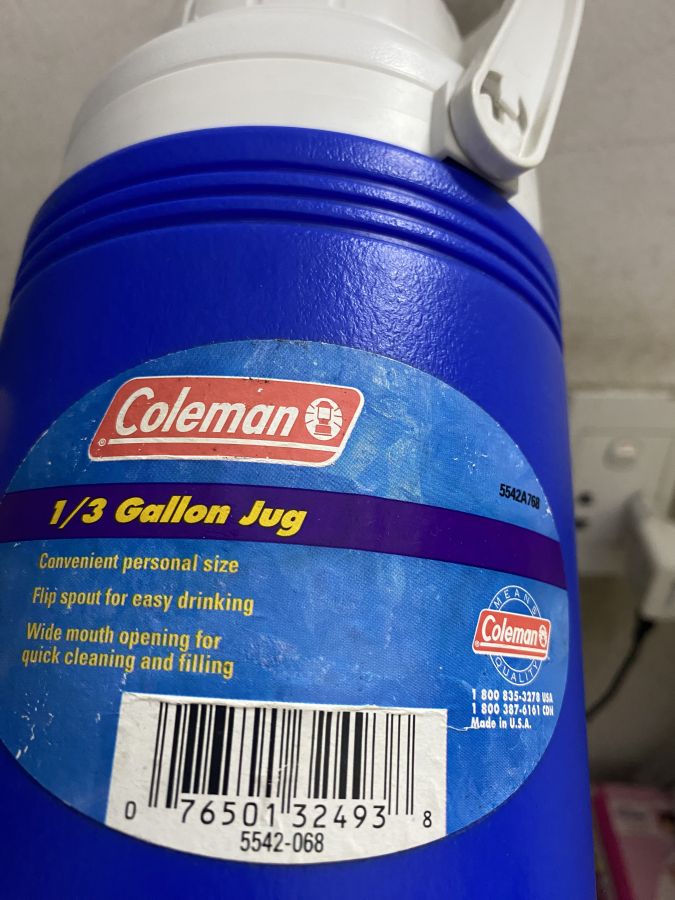 Coleman
®
5542A768
1/3 Gallon Jug
Convenient personal size
Flip spout for easy drinking
Wide mouth opening for
quick cleaning and filling
MEANS
Coleman
QUALITY
1 800 835-3278 USA
1 800 387-6161 CDN
Made in U.S.A.
0 76501 32493 8
5542-068